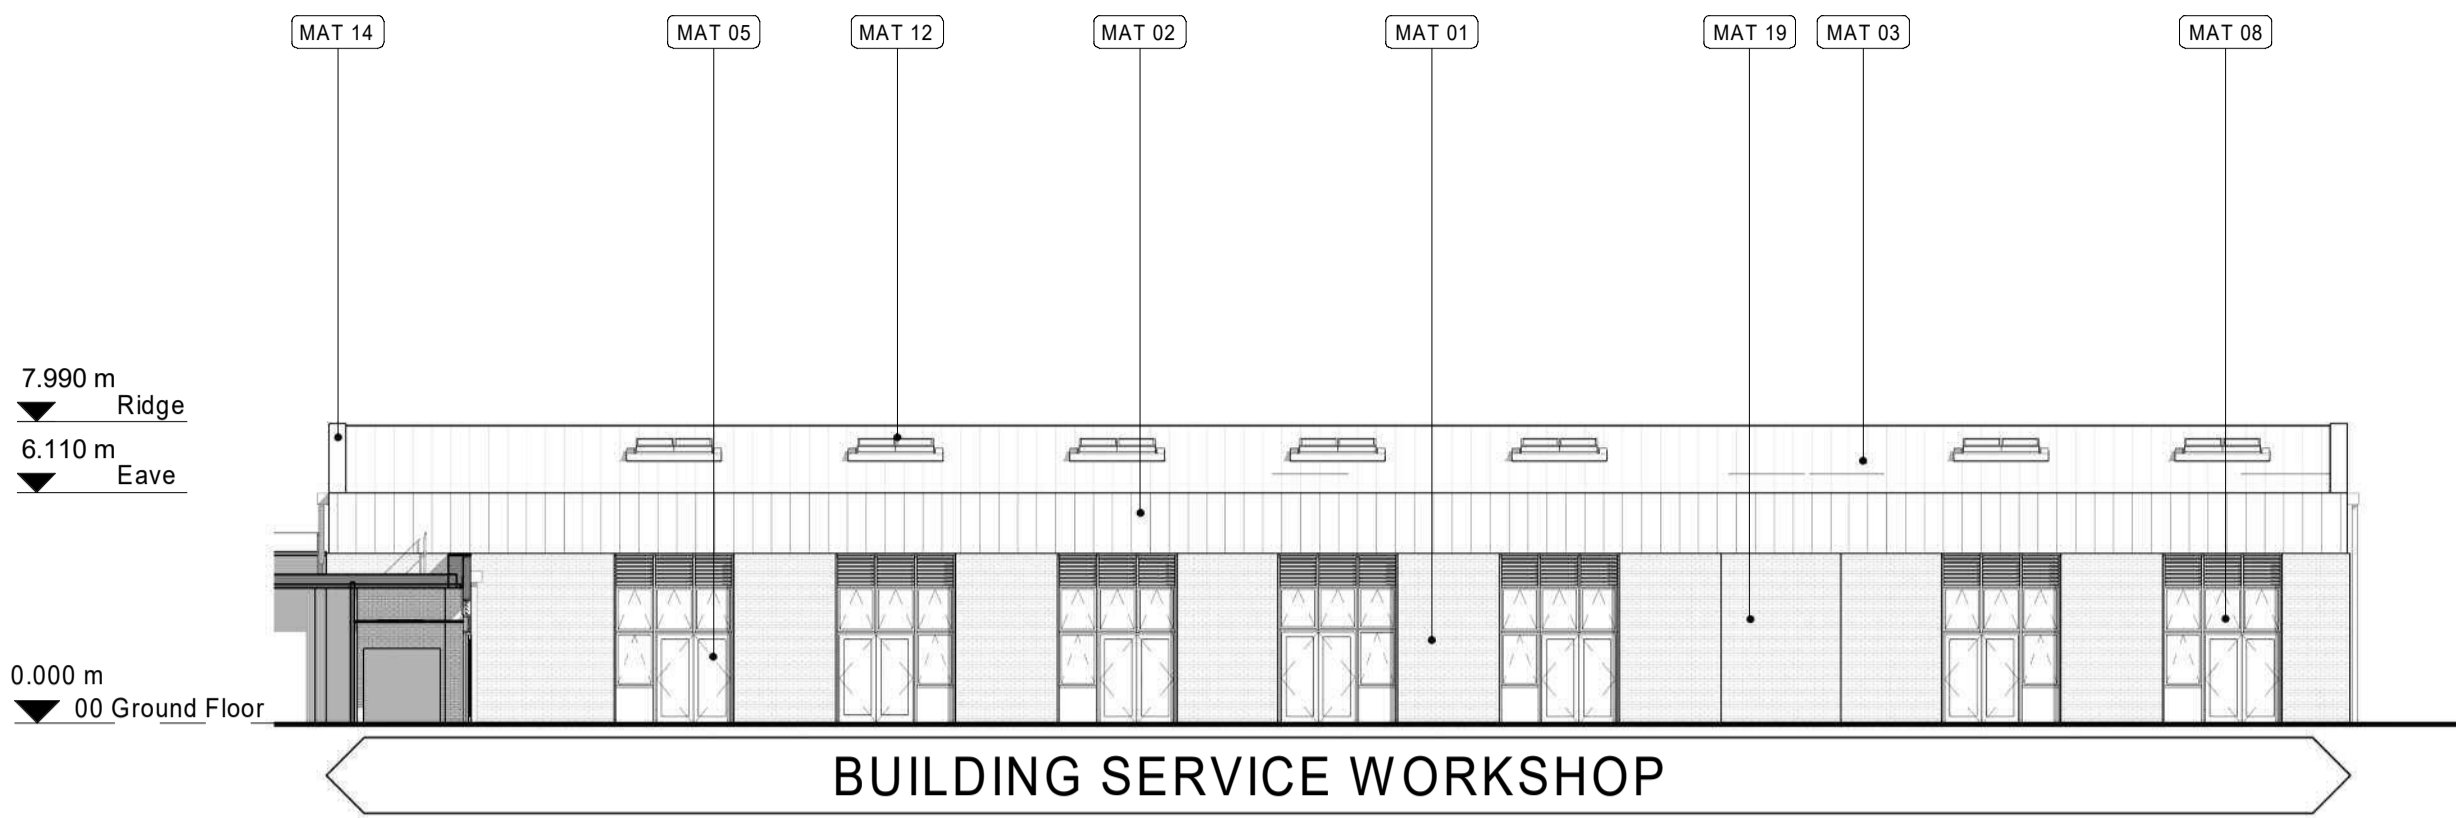 MAT 14
MAT 05
MAT 12
MAT 02
MAT 01
MAT 19
MAT 03
MAT 08
7.990 m
Ridge
6.110 m
Eave
0.000 m
00 Ground Floor
BUILDING SERVICE WORKSHOP